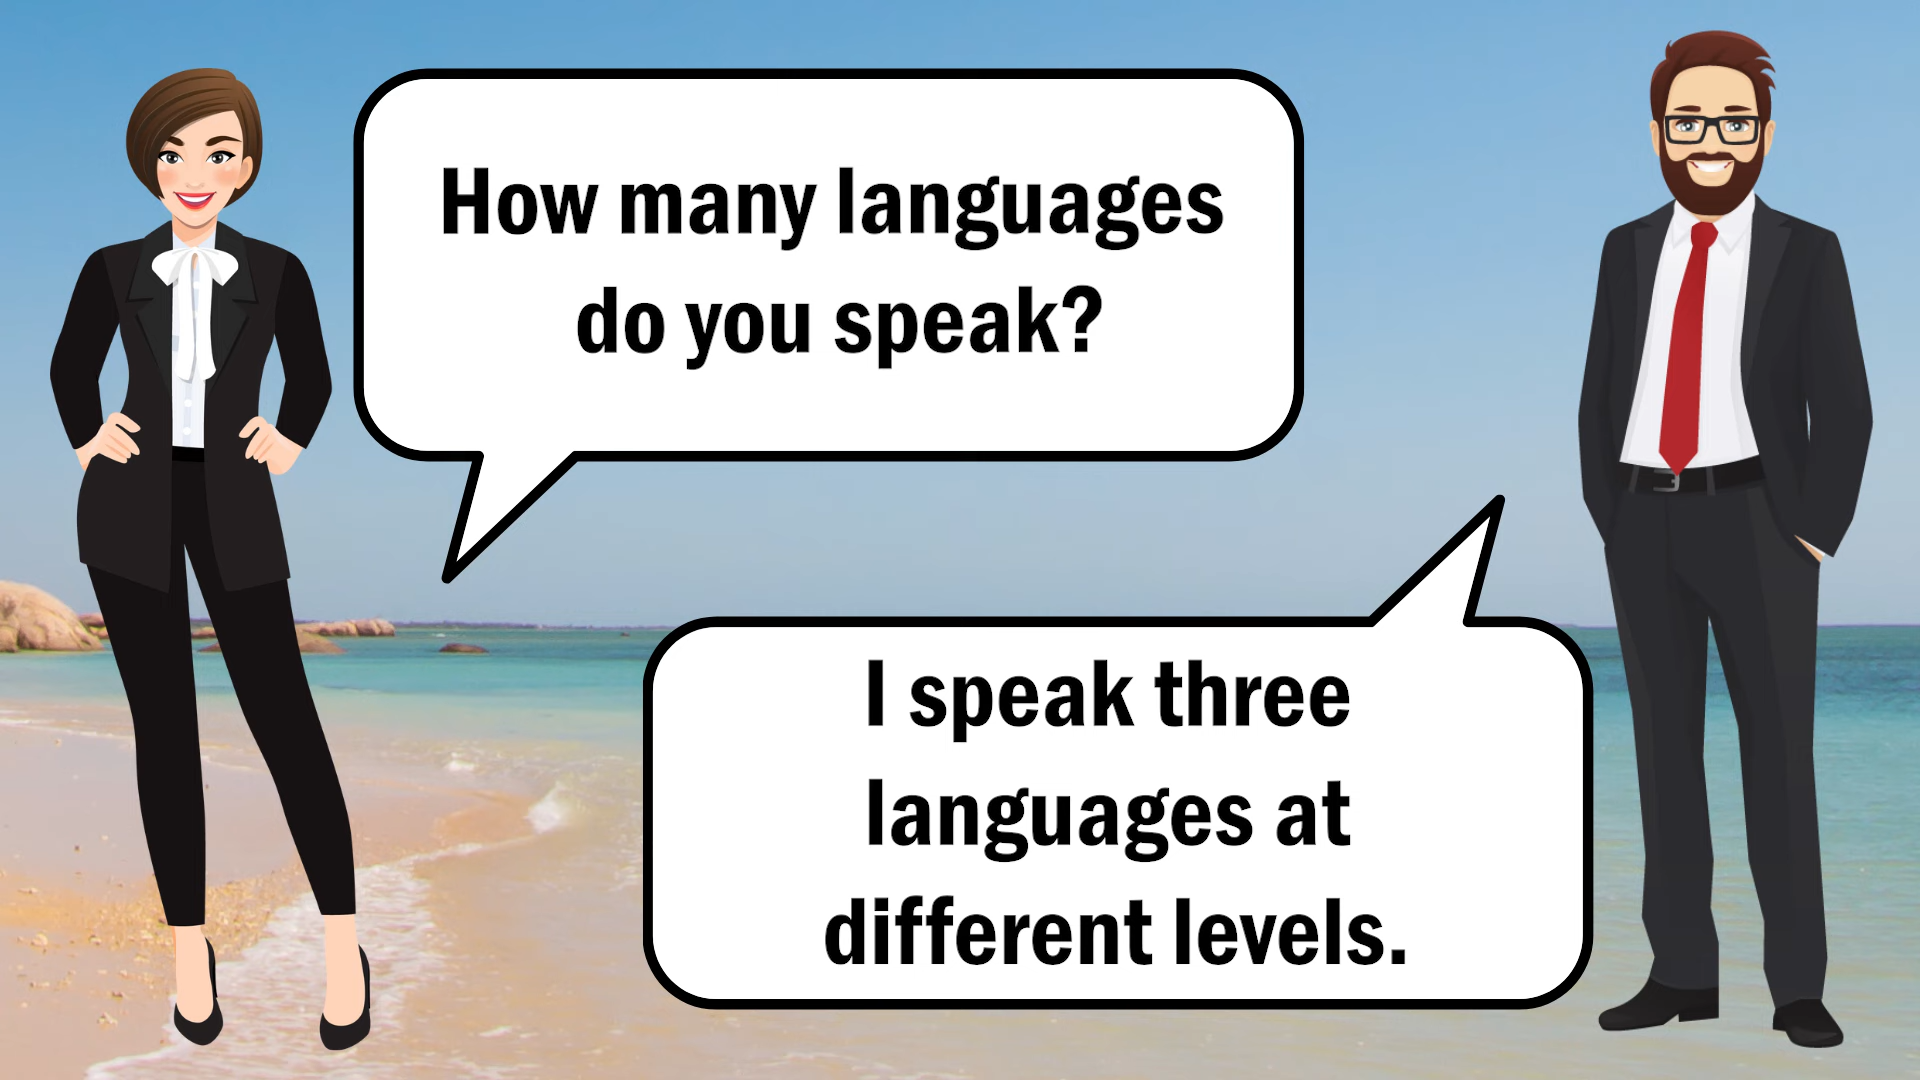 How many languages
do you speak?
I speak three
languages at
different levels.